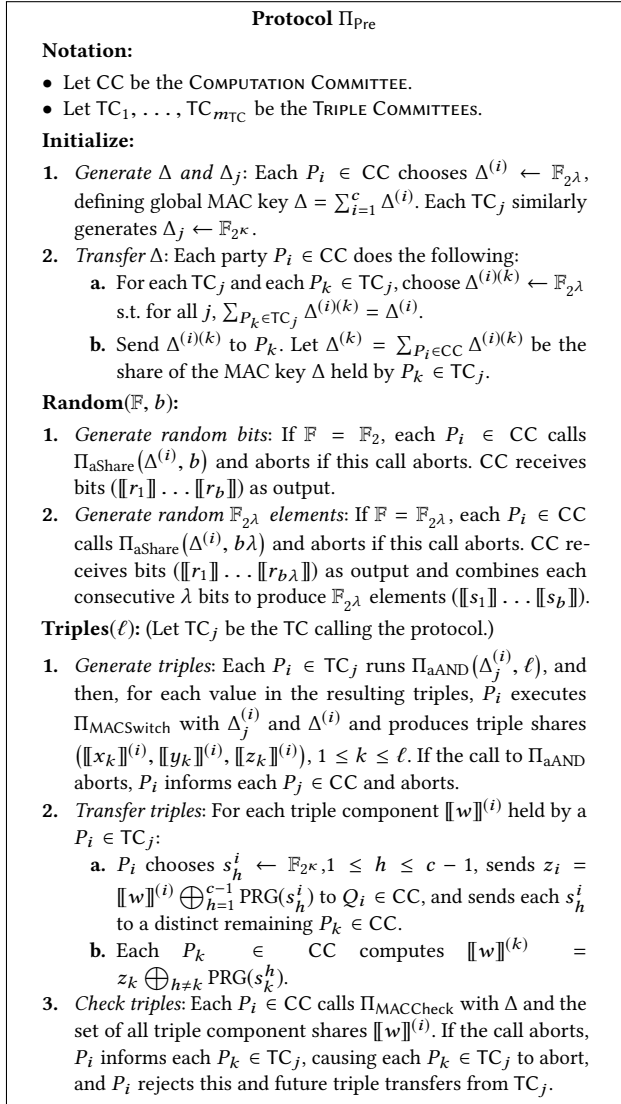 Protocol Π_Pre
Notation:
• Let CC be the Computation Committee.
• Let TC_1, . . . , TC_{m_TC} be the Triple Committees.
Initialize:
1. Generate Δ and Δ_j: Each P_i ∈ CC chooses Δ^{(i)} ← 𝔽_{2^λ},
defining global MAC key Δ = ∑_{i=1}^{c} Δ^{(i)}. Each TC_j similarly
generates Δ_j ← 𝔽_{2^κ}.
2. Transfer Δ: Each party P_i ∈ CC does the following:
a. For each TC_j and each P_k ∈ TC_j, choose Δ^{(i)(k)} ← 𝔽_{2^λ}
s.t. for all j, ∑_{P_k∈TC_j} Δ^{(i)(k)} = Δ^{(i)}.
b. Send Δ^{(i)(k)} to P_k. Let Δ^{(k)} = ∑_{P_i∈CC} Δ^{(i)(k)} be the
share of the MAC key Δ held by P_k ∈ TC_j.
Random(𝔽, b):
1. Generate random bits: If 𝔽 = 𝔽_2, each P_i ∈ CC calls
Π_aShare(Δ^{(i)}, b) and aborts if this call aborts. CC receives
bits (⟦r_1⟧ . . . ⟦r_b⟧) as output.
2. Generate random 𝔽_{2^λ} elements: If 𝔽 = 𝔽_{2^λ}, each P_i ∈ CC
calls Π_aShare(Δ^{(i)}, bλ) and aborts if this call aborts. CC re-
ceives bits (⟦r_1⟧ . . . ⟦r_{bλ}⟧) as output and combines each
consecutive λ bits to produce 𝔽_{2^λ} elements (⟦s_1⟧ . . . ⟦s_b⟧).
Triples(ℓ): (Let TC_j be the TC calling the protocol.)
1. Generate triples: Each P_i ∈ TC_j runs Π_aAND(Δ_j^{(i)}, ℓ), and
then, for each value in the resulting triples, P_i executes
Π_MACSwitch with Δ_j^{(i)} and Δ^{(i)} and produces triple shares
(⟦x_k⟧^{(i)}, ⟦y_k⟧^{(i)}, ⟦z_k⟧^{(i)}), 1 ≤ k ≤ ℓ. If the call to Π_aAND
aborts, P_i informs each P_j ∈ CC and aborts.
2. Transfer triples: For each triple component ⟦w⟧^{(i)} held by a
P_i ∈ TC_j:
a. P_i chooses s_h^i ← 𝔽_{2^κ},1 ≤ h ≤ c − 1, sends z_i =
⟦w⟧^{(i)} ⊕_{h=1}^{c−1} PRG(s_h^i) to Q_i ∈ CC, and sends each s_h^i
to a distinct remaining P_k ∈ CC.
b. Each P_k ∈ CC computes ⟦w⟧^{(k)} =
z_k ⊕_{h≠k} PRG(s_k^h).
3. Check triples: Each P_i ∈ CC calls Π_MACCheck with Δ and the
set of all triple component shares ⟦w⟧^{(i)}. If the call aborts,
P_i informs each P_k ∈ TC_j, causing each P_k ∈ TC_j to abort,
and P_i rejects this and future triple transfers from TC_j.